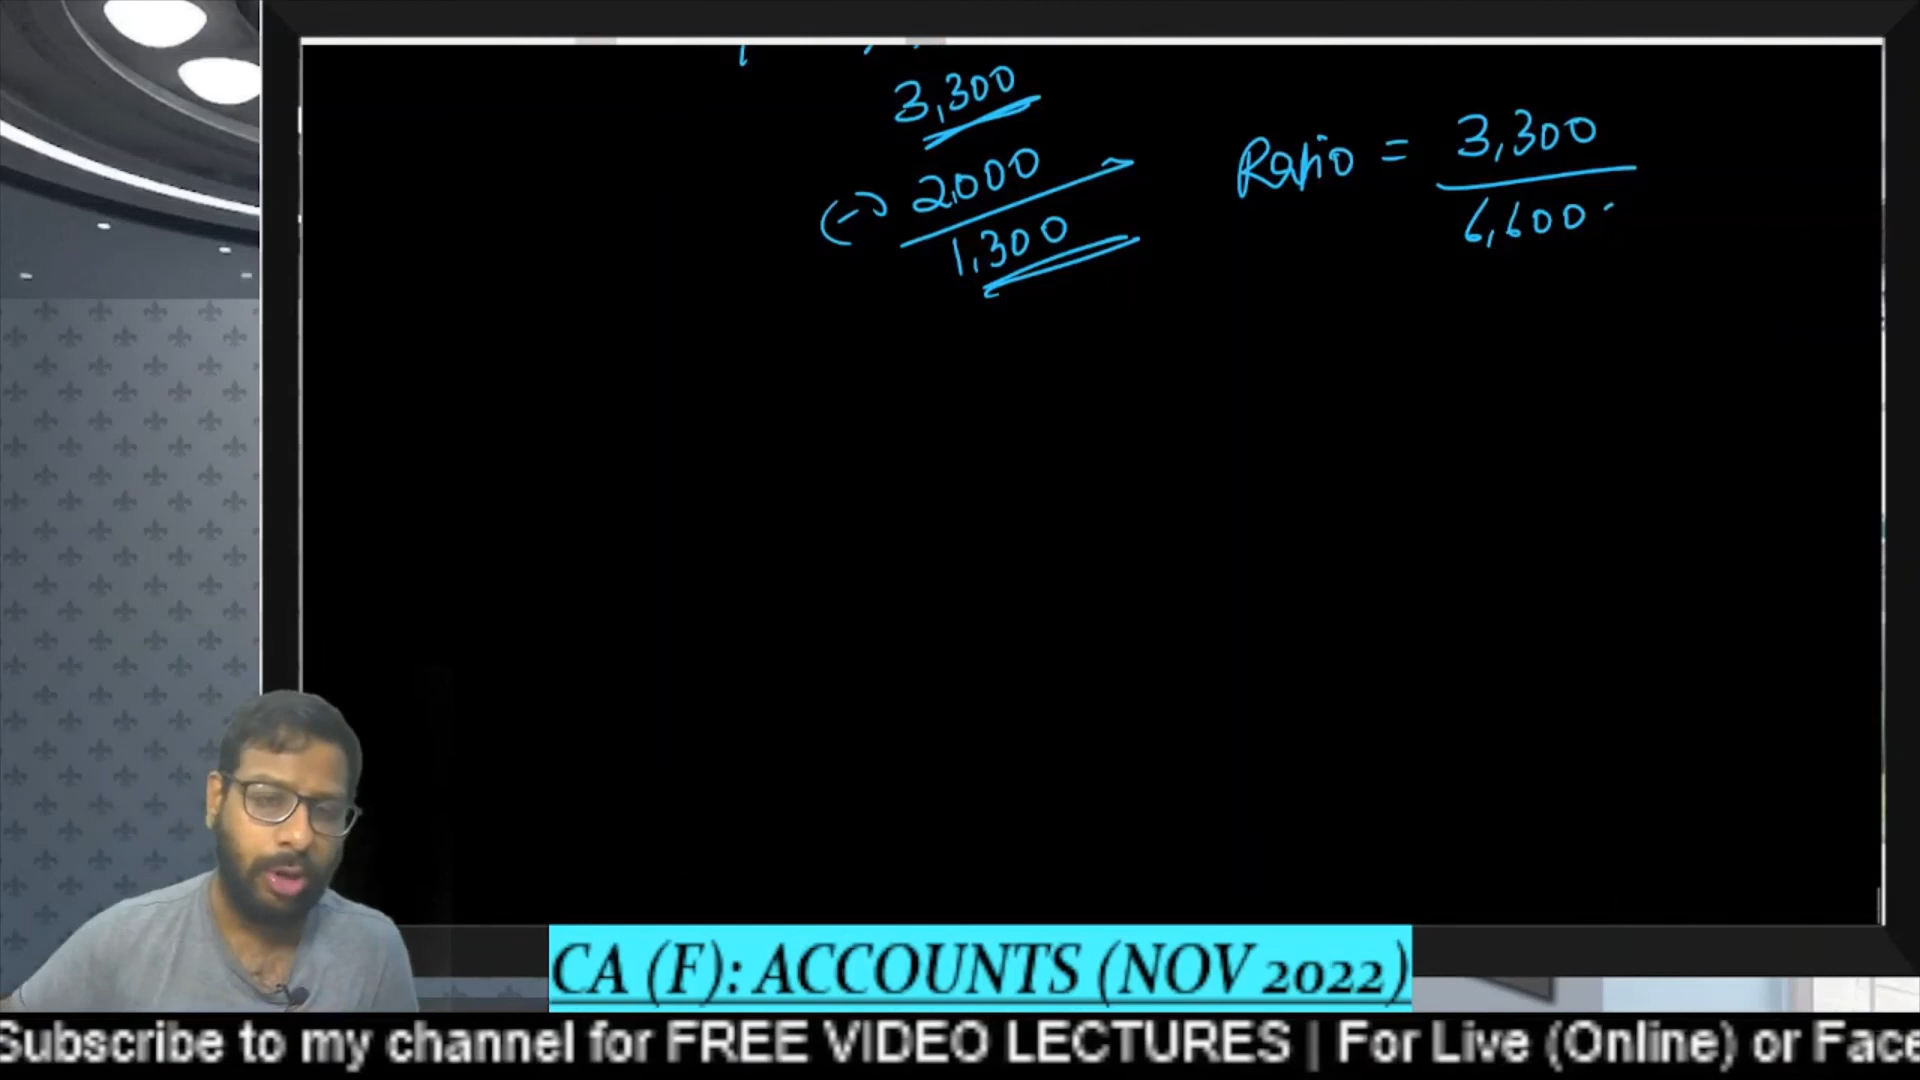 3,300
(-) 2,000
1,300
Ratio = 3,300
6,600
CA (F): ACCOUNTS (NOV 2022)
Subscribe to my channel for FREE VIDEO LECTURES | For Live (Online) or Face